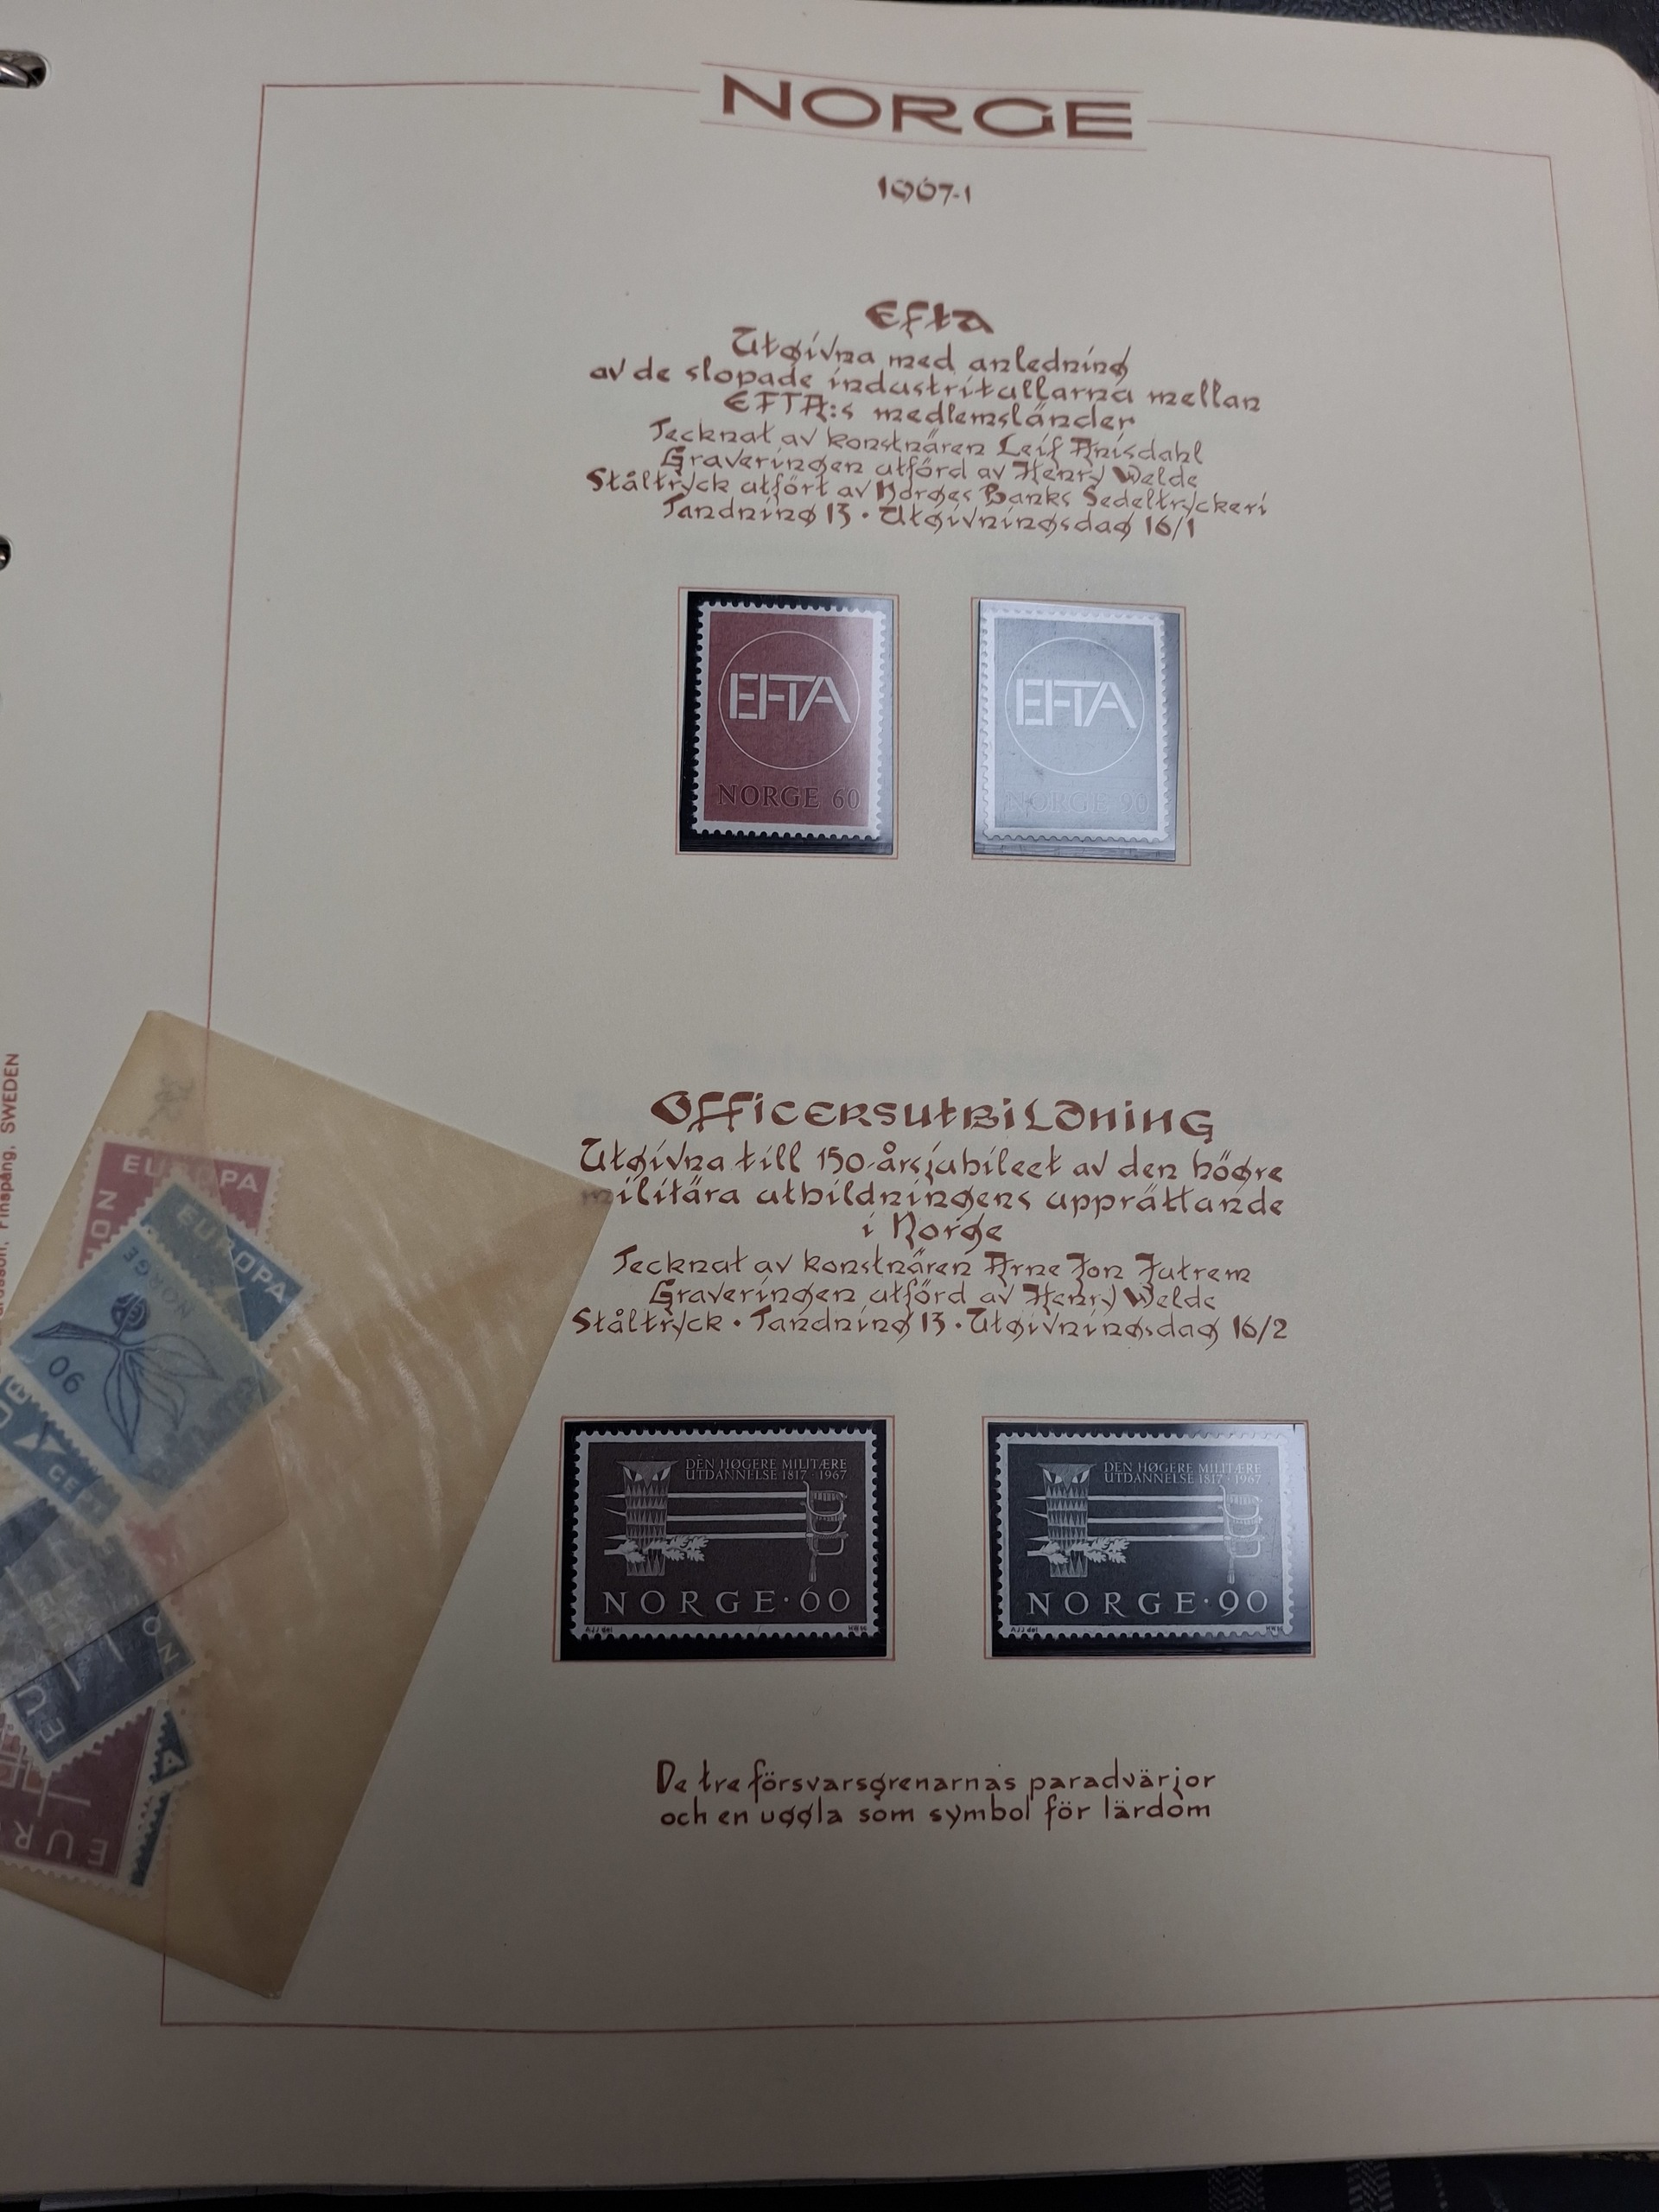 NORGE
1967-1
Efta
Utgivna med anledning
av de slopade industritullarna mellan
EFTA:s medlemsländer
Tecknat av konstnären Leif Anisdahl
Graveringen utförd av Henry Welde
Ståltryck utfört av Norges Banks Sedeltryckeri
Tandning 13 • Utgivningsdag 16/1
EFTA
NORGE 60
EFTA
NORGE 90
Officersutbildning
Utgivna till 150-årsjubileet av den högre
militära utbildningens upprättande
i Norge
Tecknat av konstnären Arne Jon Jutrem
Graveringen utförd av Henry Welde
Ståltryck • Tandning 13 • Utgivningsdag 16/2
DEN HØGERE MILITÆRE
UTDANNELSE 1817 · 1967
NORGE·60
DEN HØGERE MILITÆRE
UTDANNELSE 1817 · 1967
NORGE·90
De tre försvarsgrenarnas paradvärjor
och en uggla som symbol för lärdom
Finspång, SWEDEN
EUROPA
EUROPA
NORGE
90